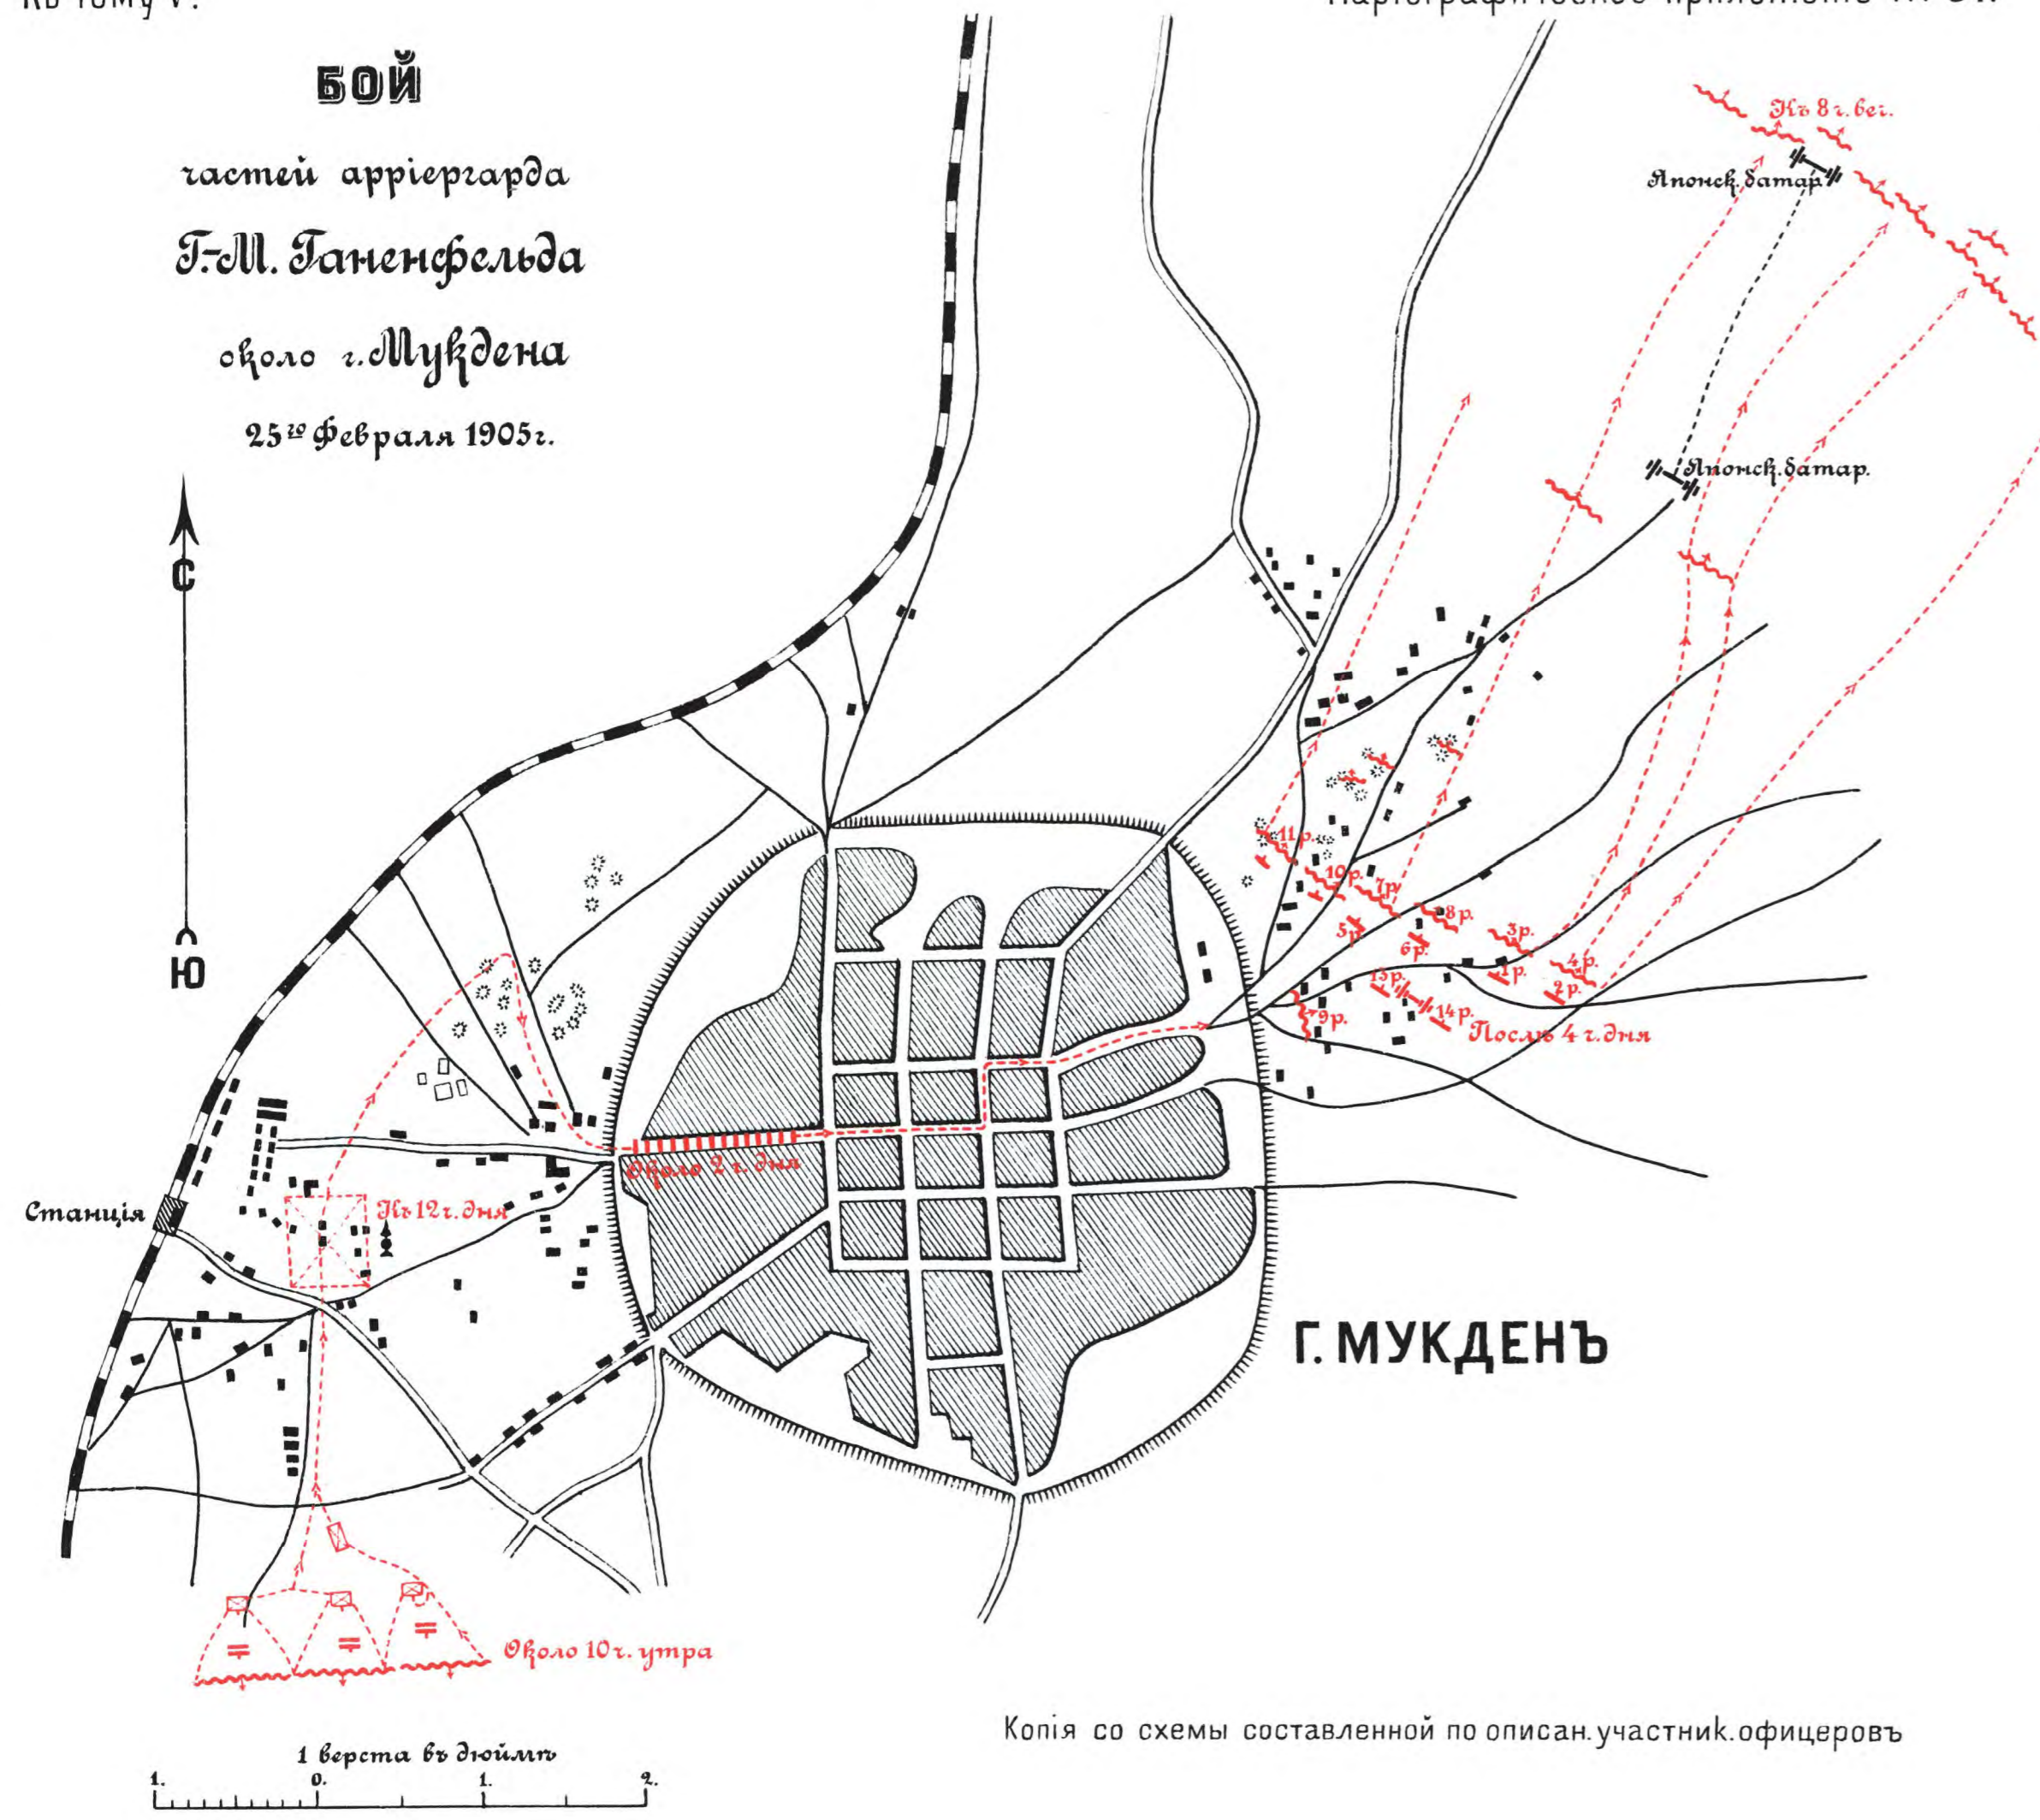 Къ тому V.
БОЙ
частей арріергарда
Г.-М. Ганенфельда
около г. Мукдена
25го Февраля 1905г.
С
Ю
Къ 8 ч. веч.
Японск. батар.
Японск. батар.
11р.
10р.
7р.
8р.
5р.
6р.
3р.
4р.
1р.
2р.
13р.
14р.
9р.
Послѣ 4 ч. дня
Около 2 ч. дня
Станція
Къ 12 ч. дня
Г. МУКДЕНЪ
Около 10 ч. утра
Копія со схемы составленной по описан. участник. офицеровъ
1 верста въ дюймѣ
1. 0. 1. 2.